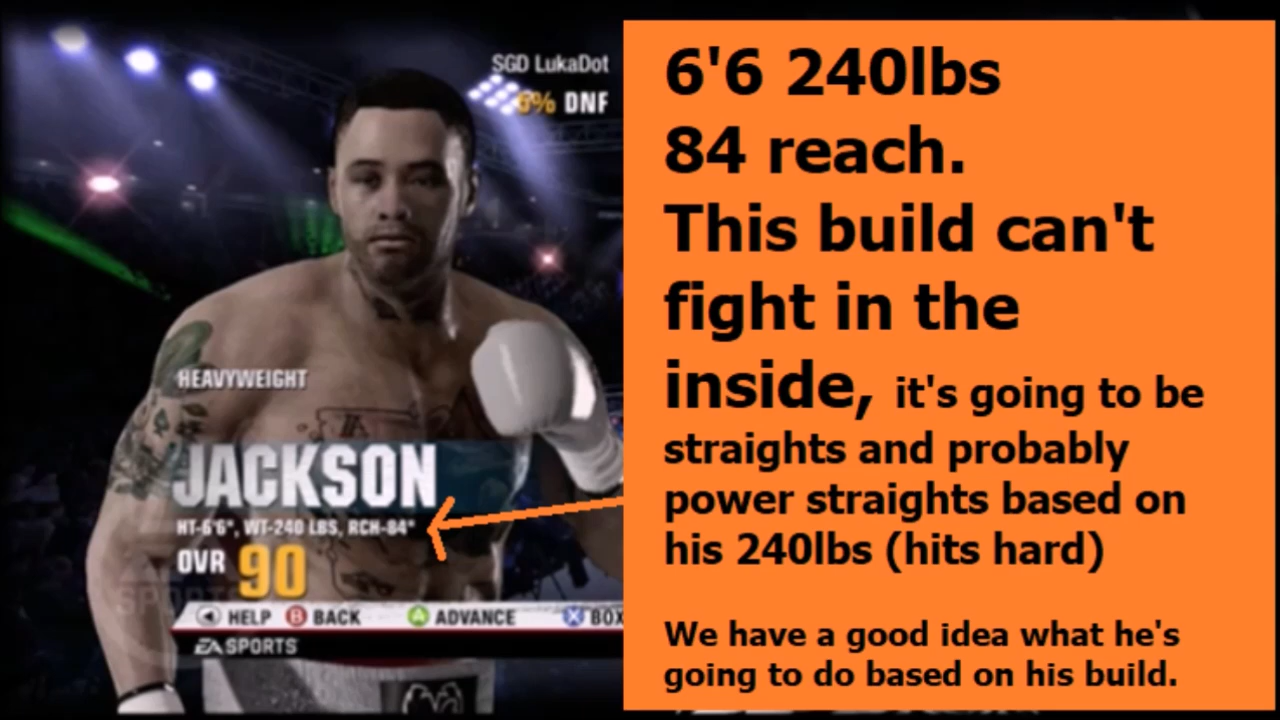 SGD LukaDot
6% DNF
HEAVYWEIGHT
JACKSON
HT-6'6", WT-240 LBS, RCH-84"
OVR 90
HELP B BACK A ADVANCE X BOX
EA SPORTS
6'6 240lbs
84 reach.
This build can't
fight in the
inside, it's going to be
straights and probably
power straights based on
his 240lbs (hits hard)
We have a good idea what he's
going to do based on his build.